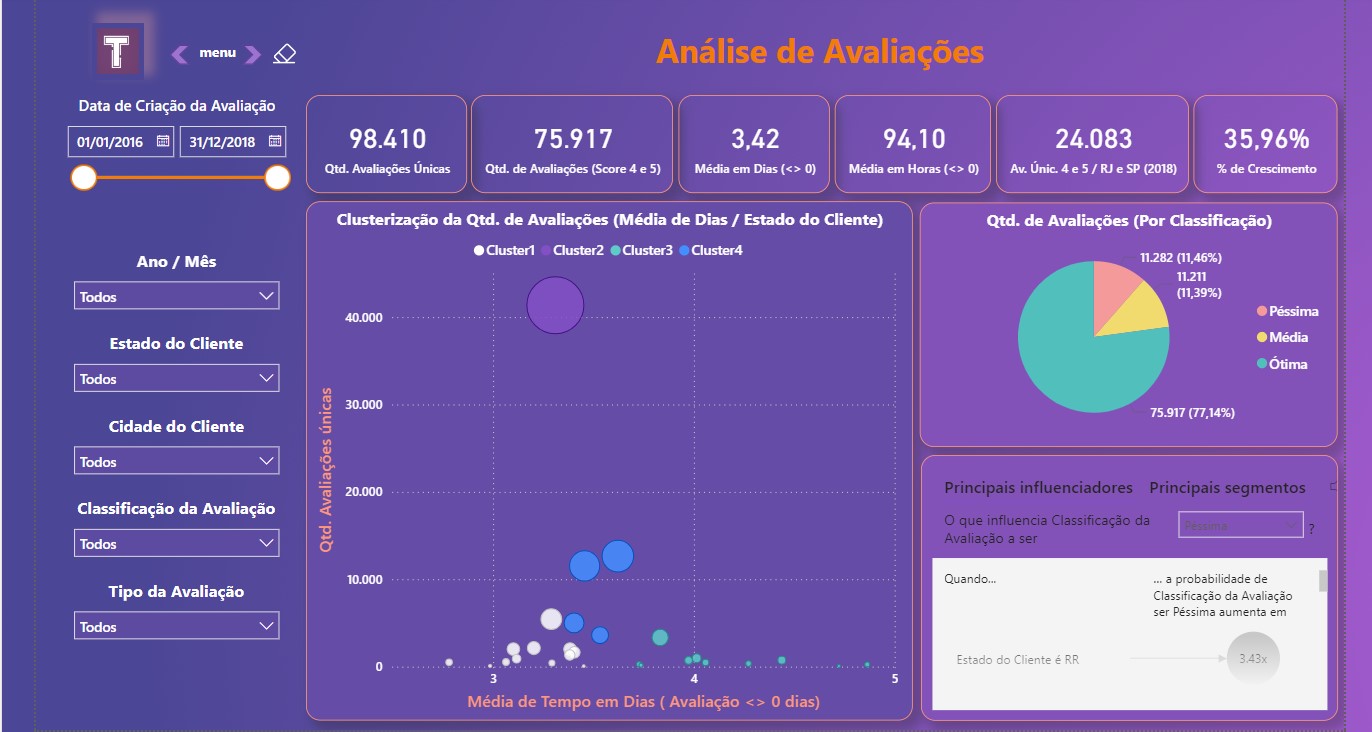 T
menu
Análise de Avaliações
Data de Criação da Avaliação
01/01/2016
31/12/2018
Ano / Mês
Todos
Estado do Cliente
Todos
Cidade do Cliente
Todos
Classificação da Avaliação
Todos
Tipo da Avaliação
Todos
98.410
Qtd. Avaliações Únicas
75.917
Qtd. de Avaliações (Score 4 e 5)
3,42
Média em Dias (<> 0)
94,10
Média em Horas (<> 0)
24.083
Av. Únic. 4 e 5 / RJ e SP (2018)
35,96%
% de Crescimento
Clusterização da Qtd. de Avaliações (Média de Dias / Estado do Cliente)
Cluster1 Cluster2 Cluster3 Cluster4
Qtd. Avaliações únicas
40.000
30.000
20.000
10.000
0
3 4 5
Média de Tempo em Dias ( Avaliação <> 0 dias)
Qtd. de Avaliações (Por Classificação)
11.282 (11,46%)
11.211
(11,39%)
75.917 (77,14%)
Péssima
Média
Ótima
Principais influenciadores Principais segmentos
O que influencia Classificação da
Avaliação a ser
Péssima
?
Quando...
... a probabilidade de
Classificação da Avaliação
ser Péssima aumenta em
Estado do Cliente é RR
3.43x